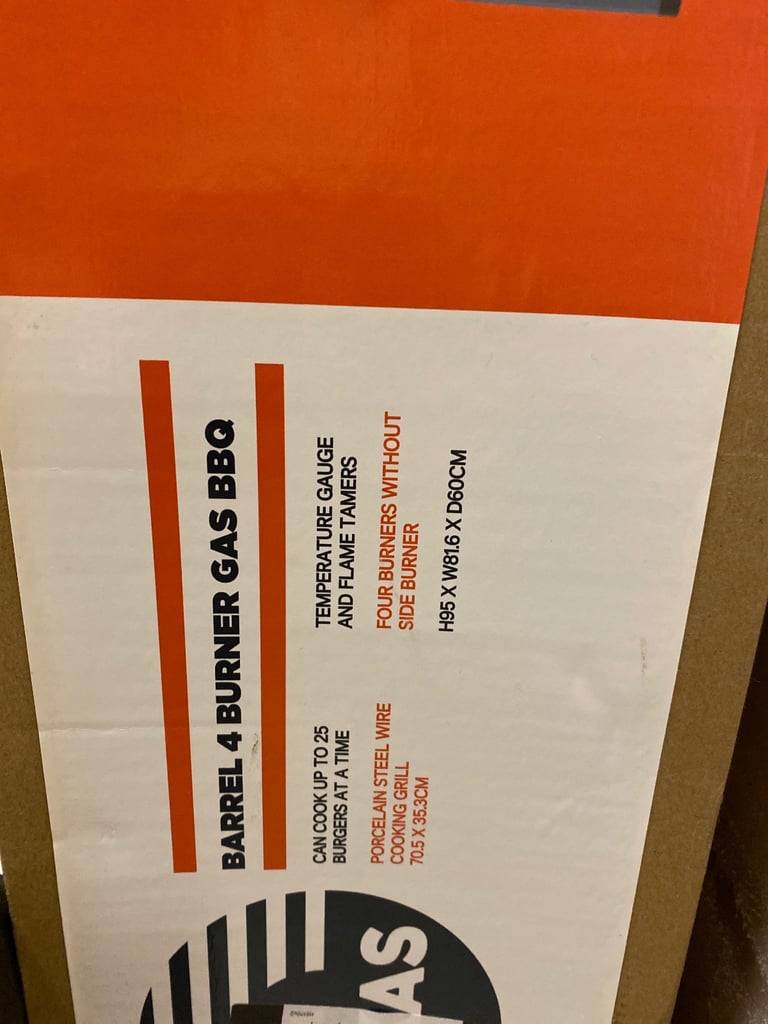 BARREL 4 BURNER GAS BBQ
CAN COOK UP TO 25
BURGERS AT A TIME
PORCELAIN STEEL WIRE
COOKING GRILL
70.5 X 35.3CM
TEMPERATURE GAUGE
AND FLAME TAMERS
FOUR BURNERS WITHOUT
SIDE BURNER
H95 X W81.6 X D60CM
AS